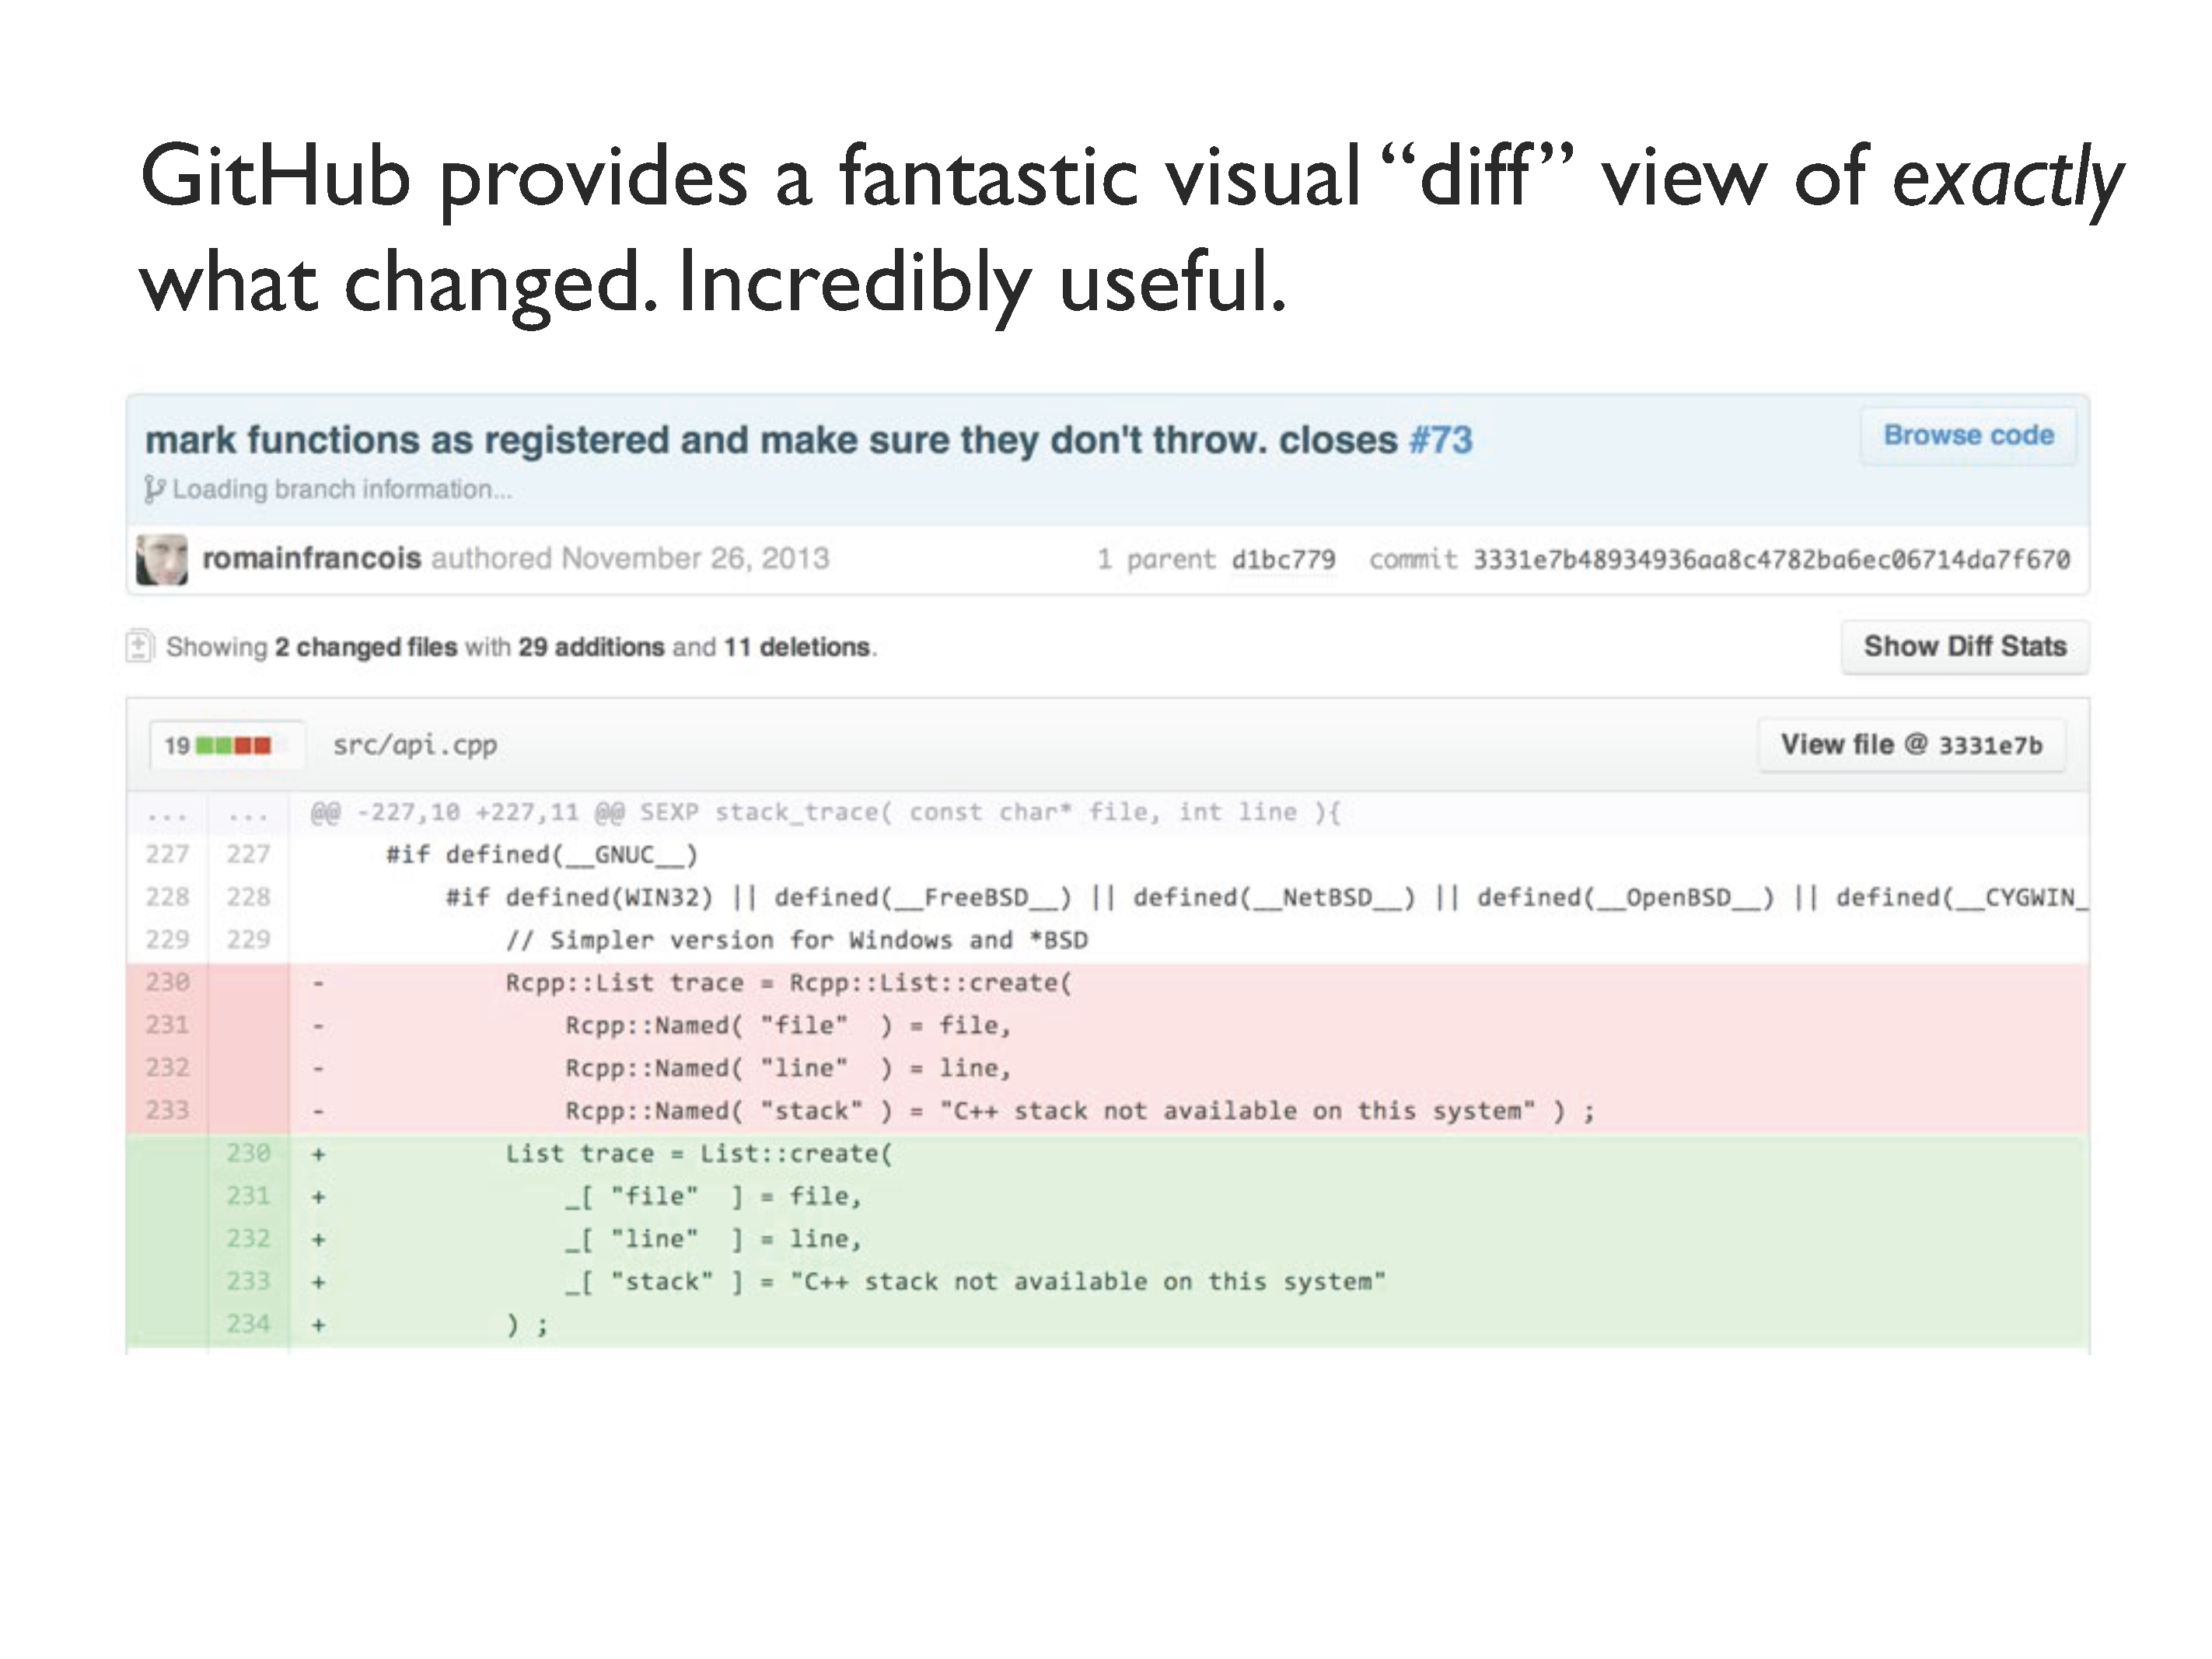 GitHub provides a fantastic visual “diff” view of exactly
what changed. Incredibly useful.
mark functions as registered and make sure they don't throw. closes #73
Browse code
Loading branch information...
romainfrancois authored November 26, 2013 1 parent d1bc779 commit 3331e7b48934936aa8c4782ba6ec06714da7f670
Showing 2 changed files with 29 additions and 11 deletions.
Show Diff Stats
19 src/api.cpp View file @ 3331e7b
... ... @@ -227,10 +227,11 @@ SEXP stack_trace( const char* file, int line ){
227 227 #if defined(__GNUC__)
228 228 #if defined(WIN32) || defined(__FreeBSD__) || defined(__NetBSD__) || defined(__OpenBSD__) || defined(__CYGWIN_
229 229 // Simpler version for Windows and *BSD
230 - Rcpp::List trace = Rcpp::List::create(
231 - Rcpp::Named( "file" ) = file,
232 - Rcpp::Named( "line" ) = line,
233 - Rcpp::Named( "stack" ) = "C++ stack not available on this system" ) ;
230 + List trace = List::create(
231 + _[ "file" ] = file,
232 + _[ "line" ] = line,
233 + _[ "stack" ] = "C++ stack not available on this system"
234 + ) ;